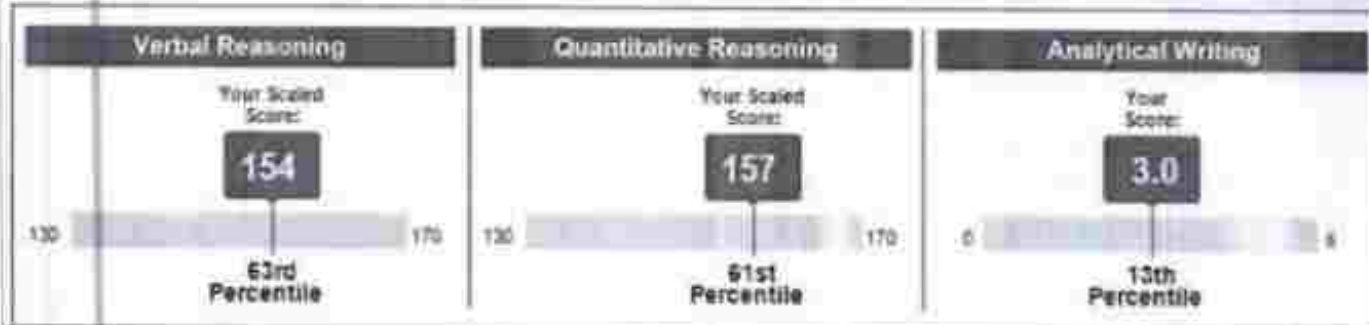 Verbal Reasoning
Your Scaled
Score:
154
130
170
63rd
Percentile
Quantitative Reasoning
Your Scaled
Score:
157
130
170
61st
Percentile
Analytical Writing
Your
Score:
3.0
0
6
13th
Percentile